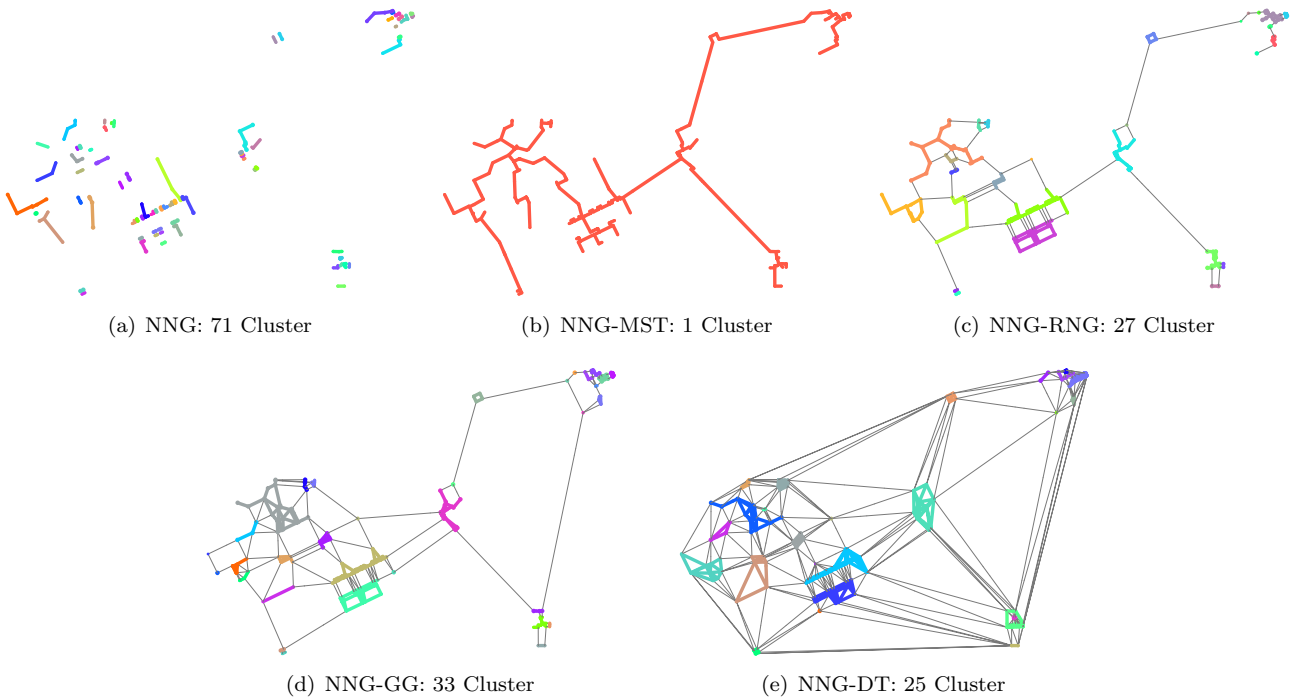 (a) NNG: 71 Cluster
(b) NNG-MST: 1 Cluster
(c) NNG-RNG: 27 Cluster
(d) NNG-GG: 33 Cluster
(e) NNG-DT: 25 Cluster